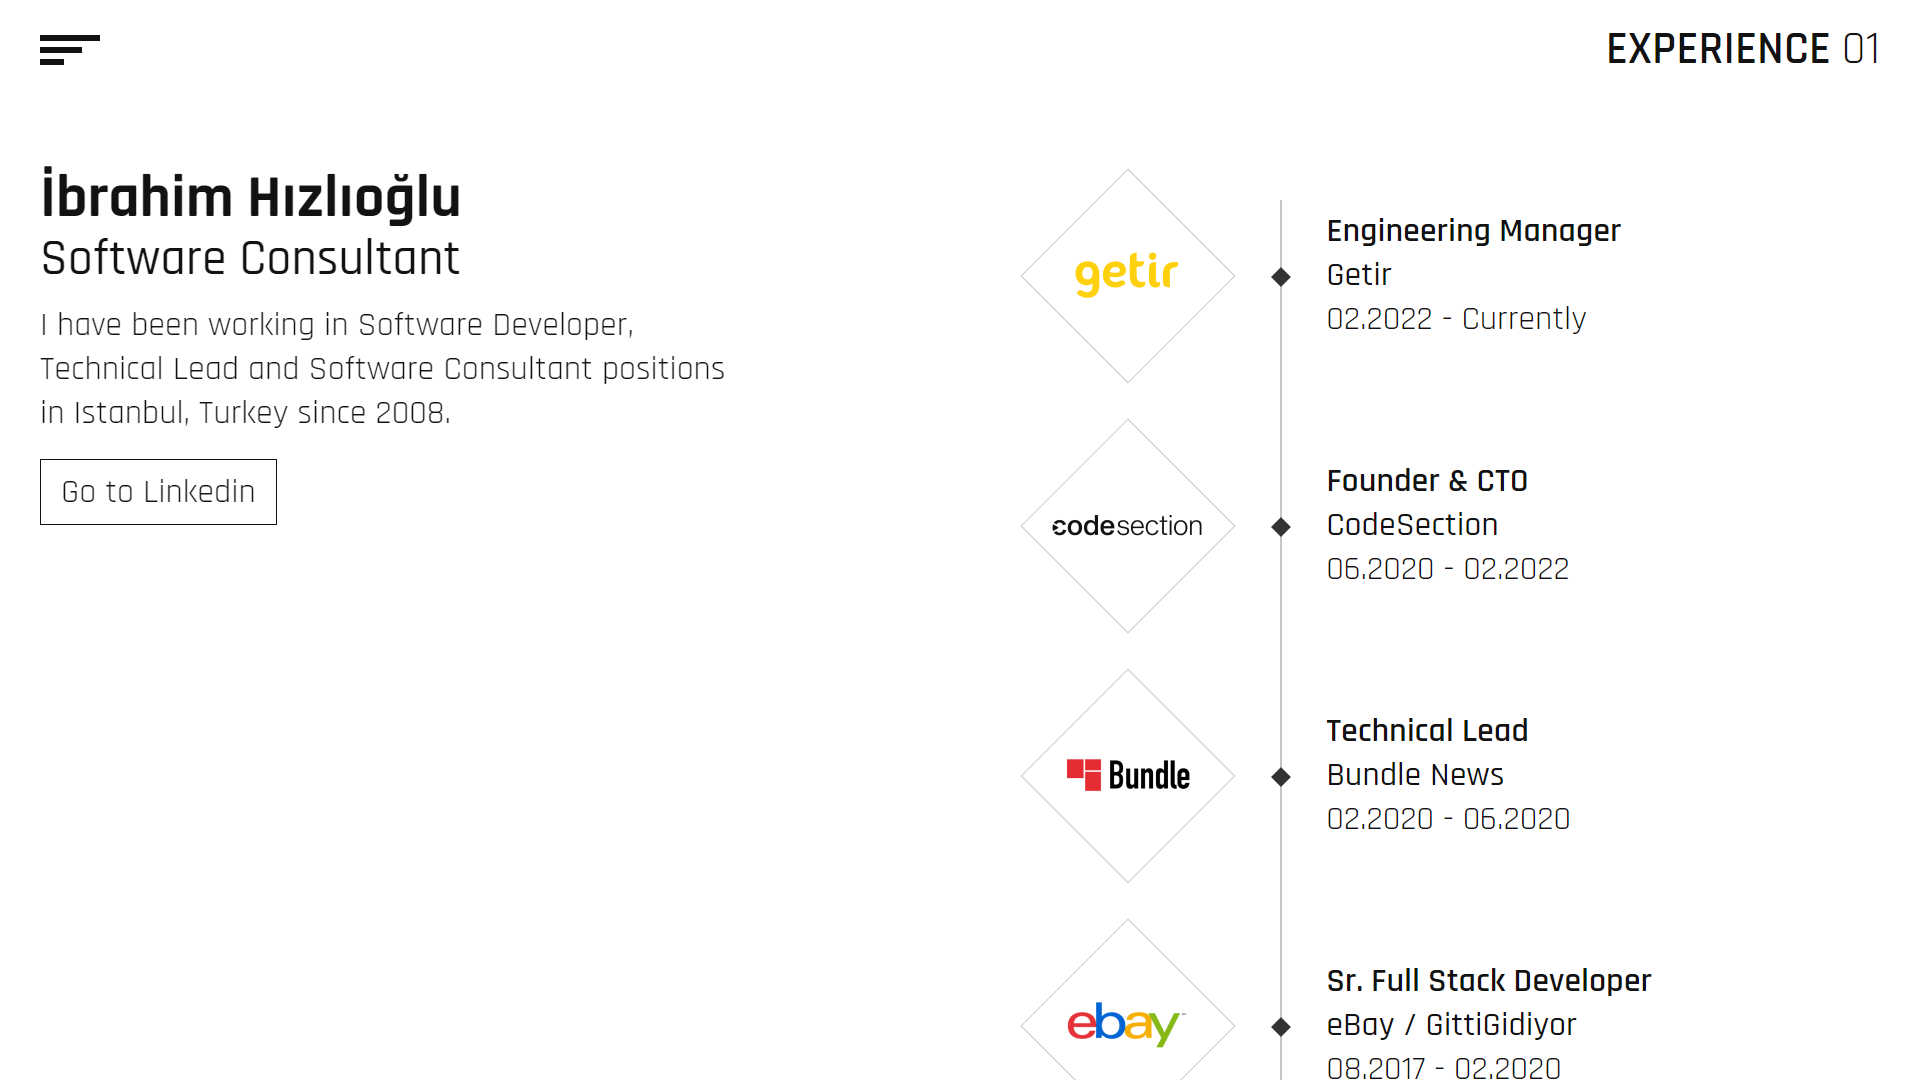 EXPERIENCE 01
İbrahim Hızlıoğlu
Software Consultant
I have been working in Software Developer,
Technical Lead and Software Consultant positions
in Istanbul, Turkey since 2008.
Go to Linkedin
getir
Engineering Manager
Getir
02.2022 - Currently
codesection
Founder & CTO
CodeSection
06.2020 - 02.2022
Bundle
Technical Lead
Bundle News
02.2020 - 06.2020
ebay
Sr. Full Stack Developer
eBay / GittiGidiyor
08.2017 - 02.2020